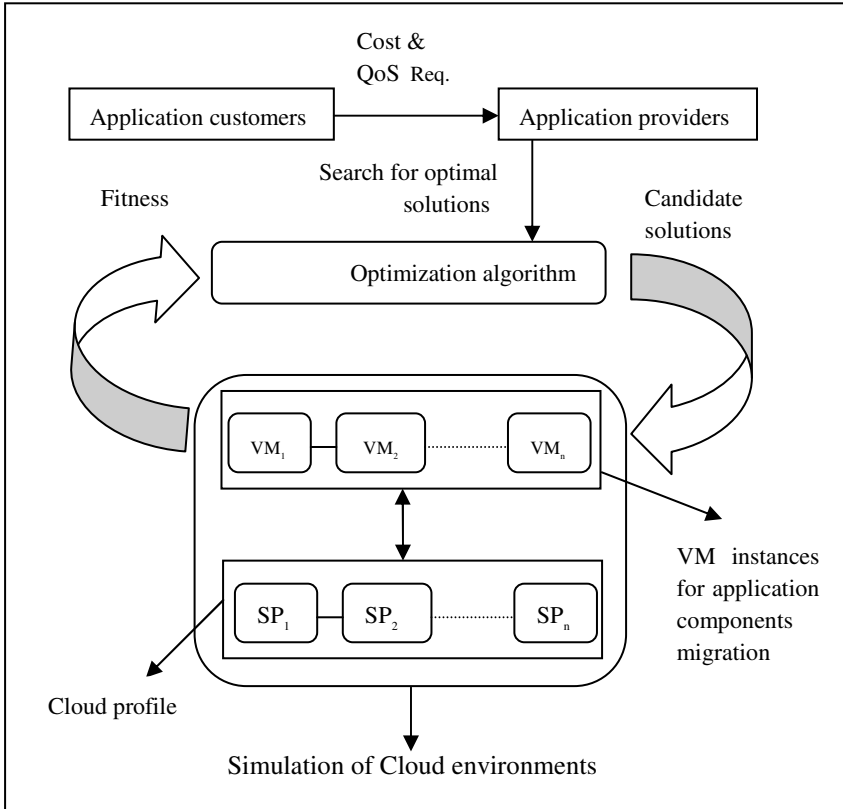 Cost &
QoS Req.
Application customers
Application providers
Search for optimal
solutions
Fitness
Candidate
solutions
Optimization algorithm
VM₁
VM₂
VMₙ
VM instances
for application
components
migration
SP₁
SP₂
SPₙ
Cloud profile
Simulation of Cloud environments